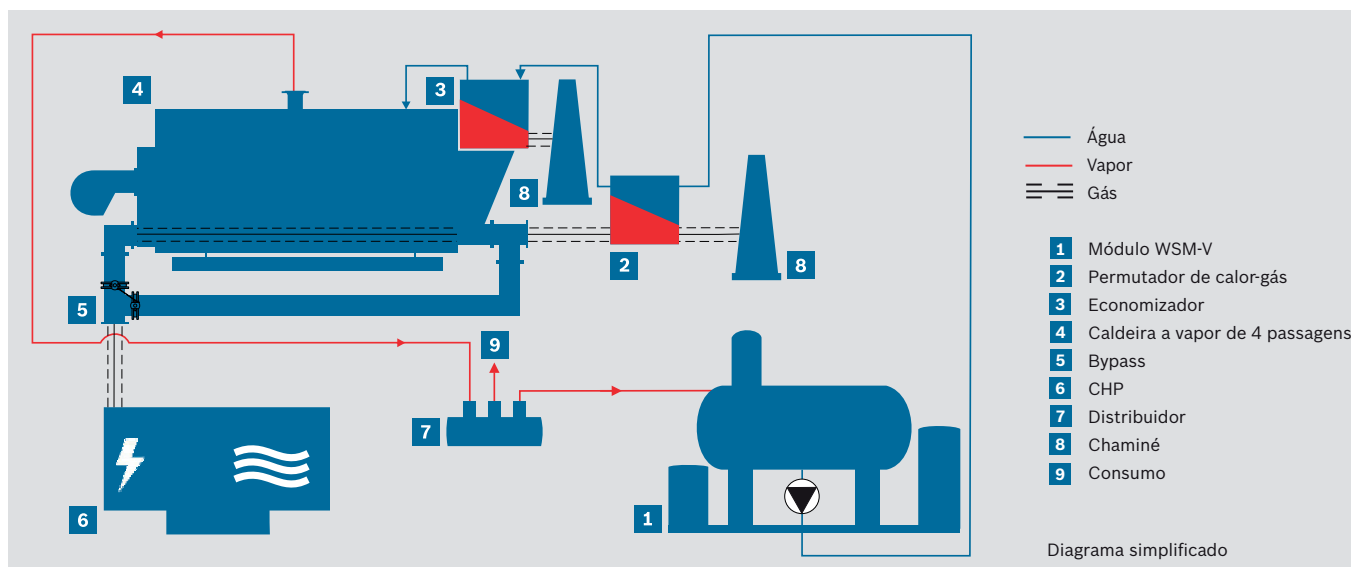 4
3
8
2
8
5
9
7
6
1
Água
Vapor
Gás
1 Módulo WSM-V
2 Permutador de calor-gás
3 Economizador
4 Caldeira a vapor de 4 passagens
5 Bypass
6 CHP
7 Distribuidor
8 Chaminé
9 Consumo
Diagrama simplificado